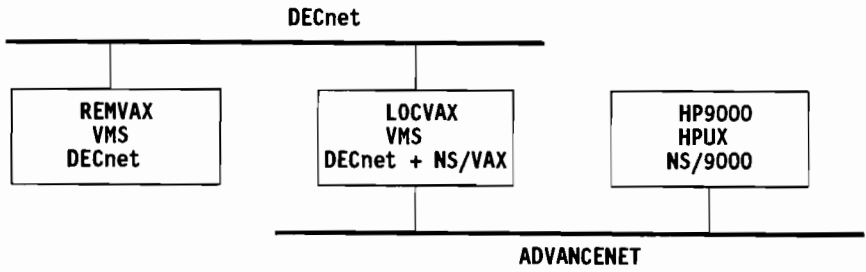 DECnet
REMVAX
VMS
DECnet
LOCVAX
VMS
DECnet + NS/VAX
HP9000
HPUX
NS/9000
ADVANCENET